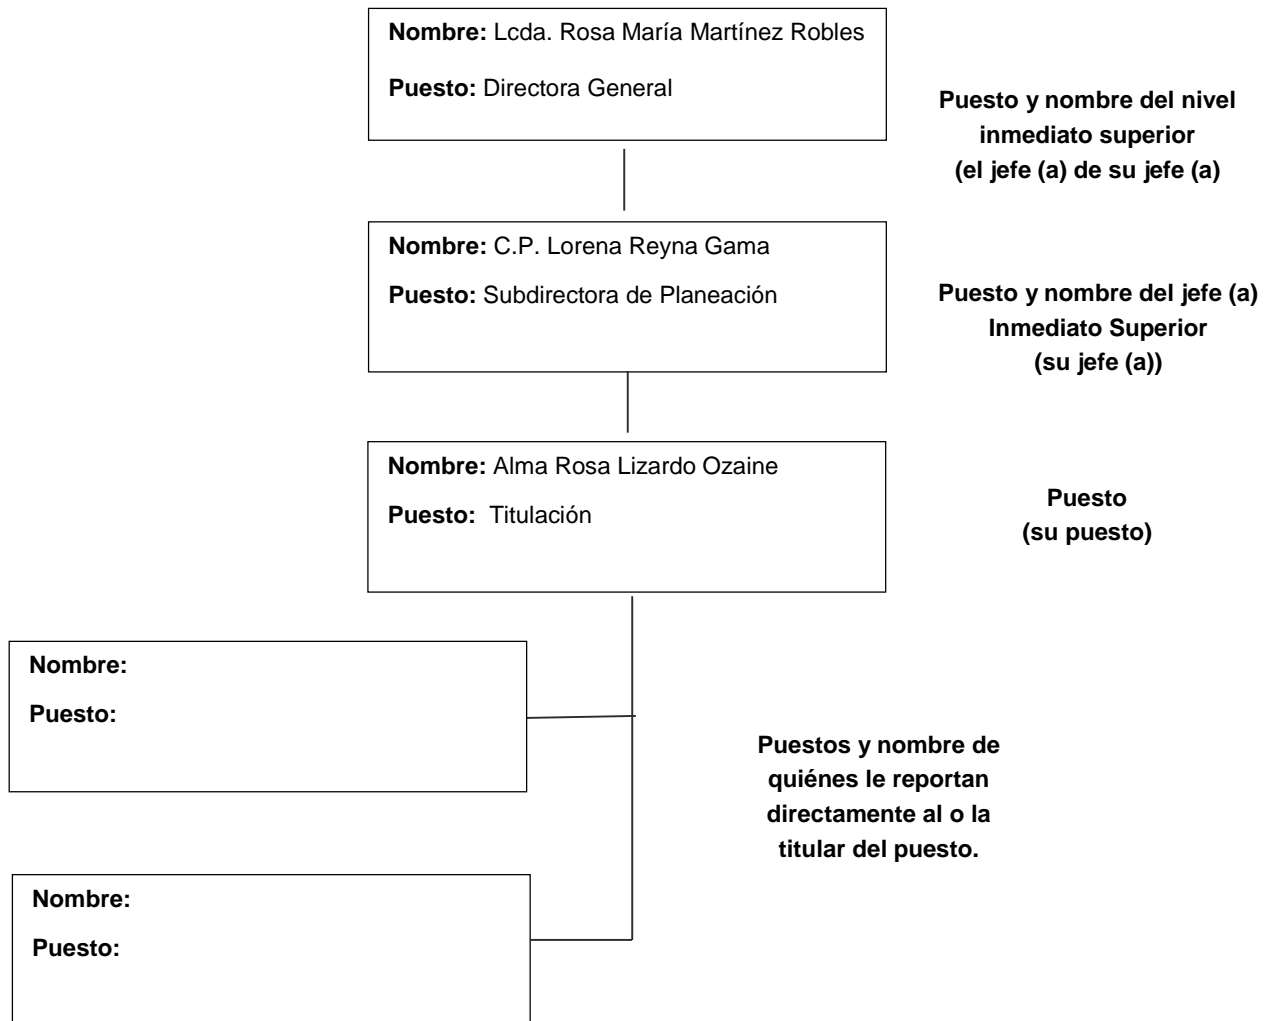 Nombre: Lcda. Rosa María Martínez Robles
Puesto: Directora General
Puesto y nombre del nivel
inmediato superior
(el jefe (a) de su jefe (a)
Nombre: C.P. Lorena Reyna Gama
Puesto: Subdirectora de Planeación
Puesto y nombre del jefe (a)
Inmediato Superior
(su jefe (a))
Nombre: Alma Rosa Lizardo Ozaine
Puesto: Titulación
Puesto
(su puesto)
Nombre:
Puesto:
Puestos y nombre de
quiénes le reportan
directamente al o la
titular del puesto.
Nombre:
Puesto: